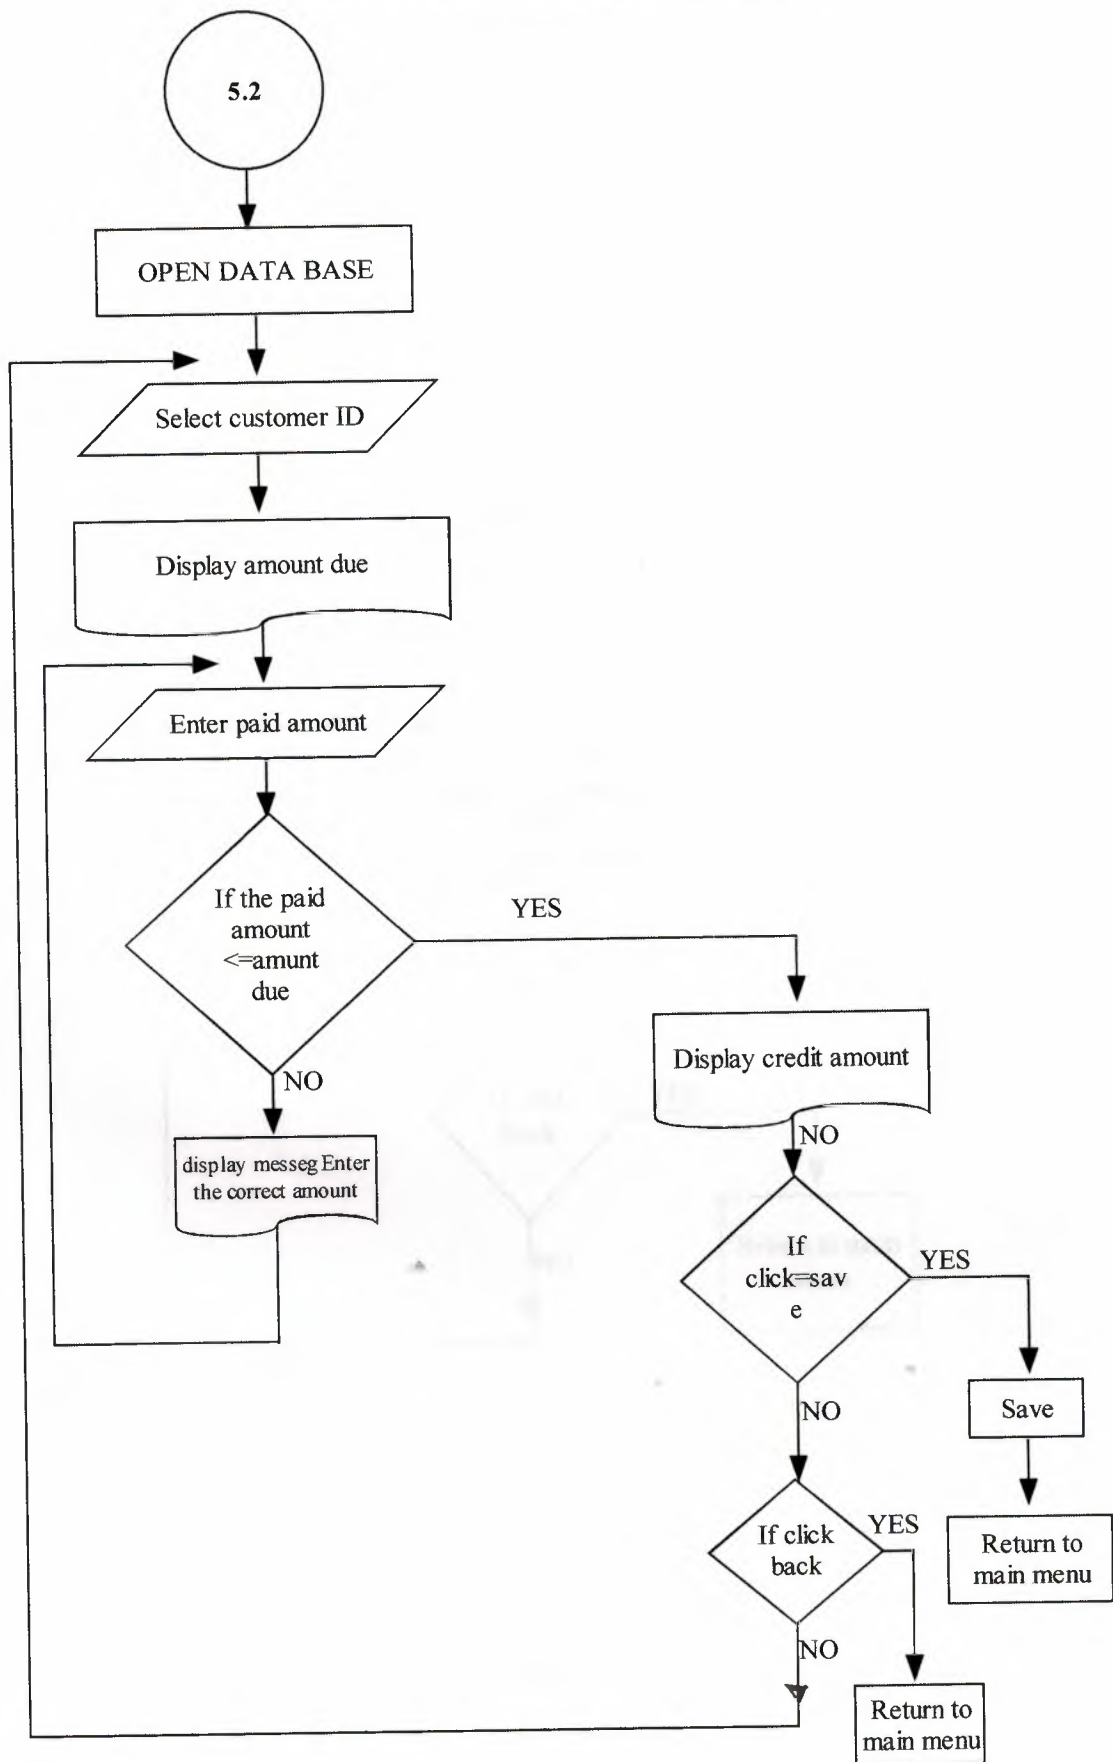 5.2
OPEN DATA BASE
Select customer ID
Display amount due
Enter paid amount
If the paid
amount
<=amunt
due
YES
NO
display messeg Enter
the correct amount
Display credit amount
NO
If
click=sav
e
YES
Save
Return to
main menu
NO
If click
back
YES
NO
Return to
main menu